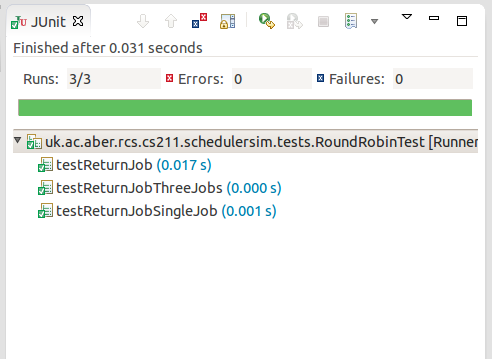 JUnit
Finished after 0.031 seconds
Runs: 3/3 Errors: 0 Failures: 0
uk.ac.aber.rcs.cs211.schedulersim.tests.RoundRobinTest [Runner
testReturnJob (0.017 s)
testReturnJobThreeJobs (0.000 s)
testReturnJobSingleJob (0.001 s)